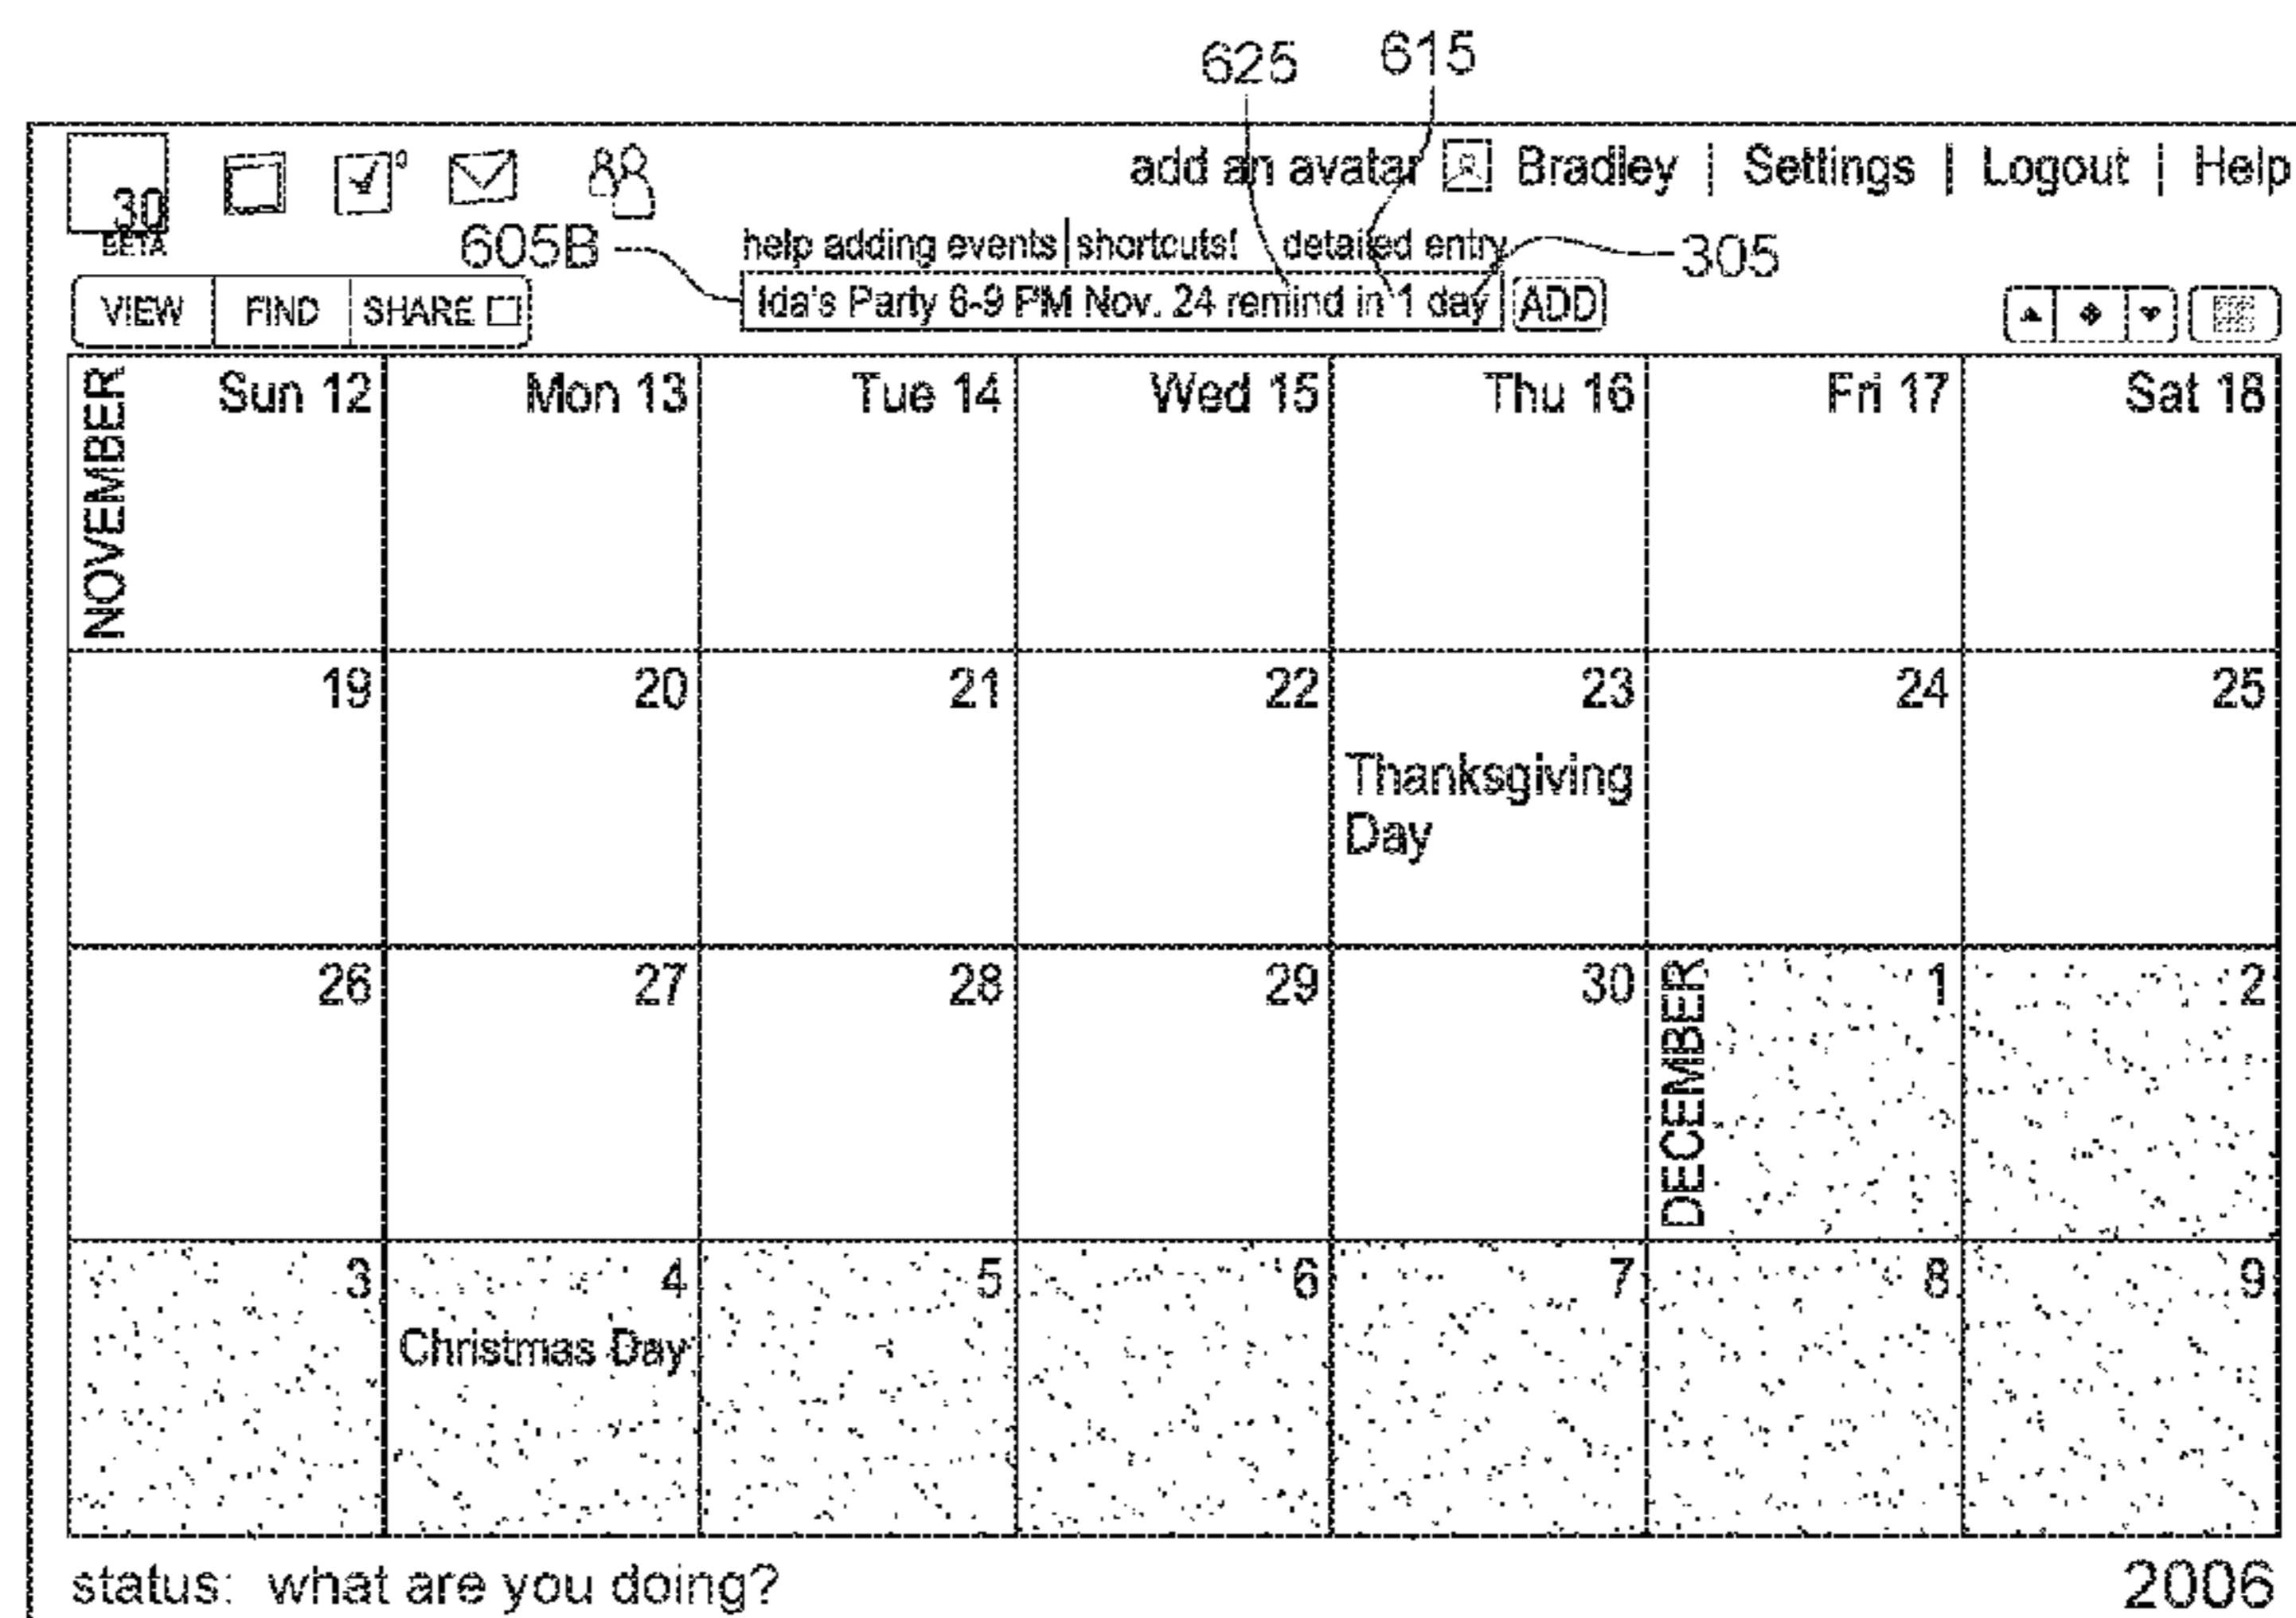 625 615
30
BETA
add an avatar Bradley | Settings | Logout | Help
605B
help adding events | shortcuts! detailed entry
305
VIEW FIND SHARE
Ida's Party 6-9 PM Nov. 24 remind in 1 day ADD
NOVEMBER
Sun 12 Mon 13 Tue 14 Wed 15 Thu 16 Fri 17 Sat 18
19 20 21 22 23 24 25
Thanksgiving
Day
26 27 28 29 30 1 2
DECEMBER
3 4 5 6 7 8 9
Christmas Day
status: what are you doing? 2006